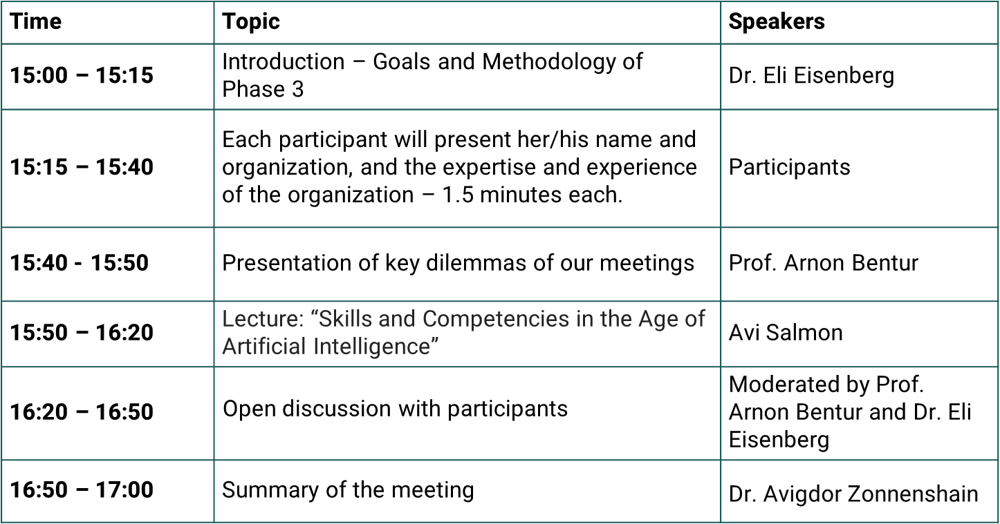 Time
Topic
Speakers
15:00 – 15:15
Introduction – Goals and Methodology of
Phase 3
Dr. Eli Eisenberg
15:15 – 15:40
Each participant will present her/his name and
organization, and the expertise and experience
of the organization – 1.5 minutes each.
Participants
15:40 - 15:50
Presentation of key dilemmas of our meetings
Prof. Arnon Bentur
15:50 – 16:20
Lecture: “Skills and Competencies in the Age of
Artificial Intelligence”
Avi Salmon
16:20 – 16:50
Open discussion with participants
Moderated by Prof.
Arnon Bentur and Dr. Eli
Eisenberg
16:50 – 17:00
Summary of the meeting
Dr. Avigdor Zonnenshain